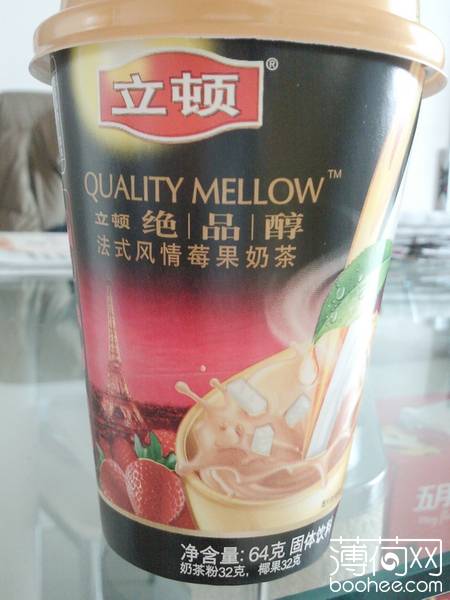 立顿®
QUALITY MELLOW™
立顿 绝|品|醇
法式风情莓果奶茶
净含量: 64克 固体饮料
奶茶粉32克, 椰果32克
五月
薄荷网
boohee.com